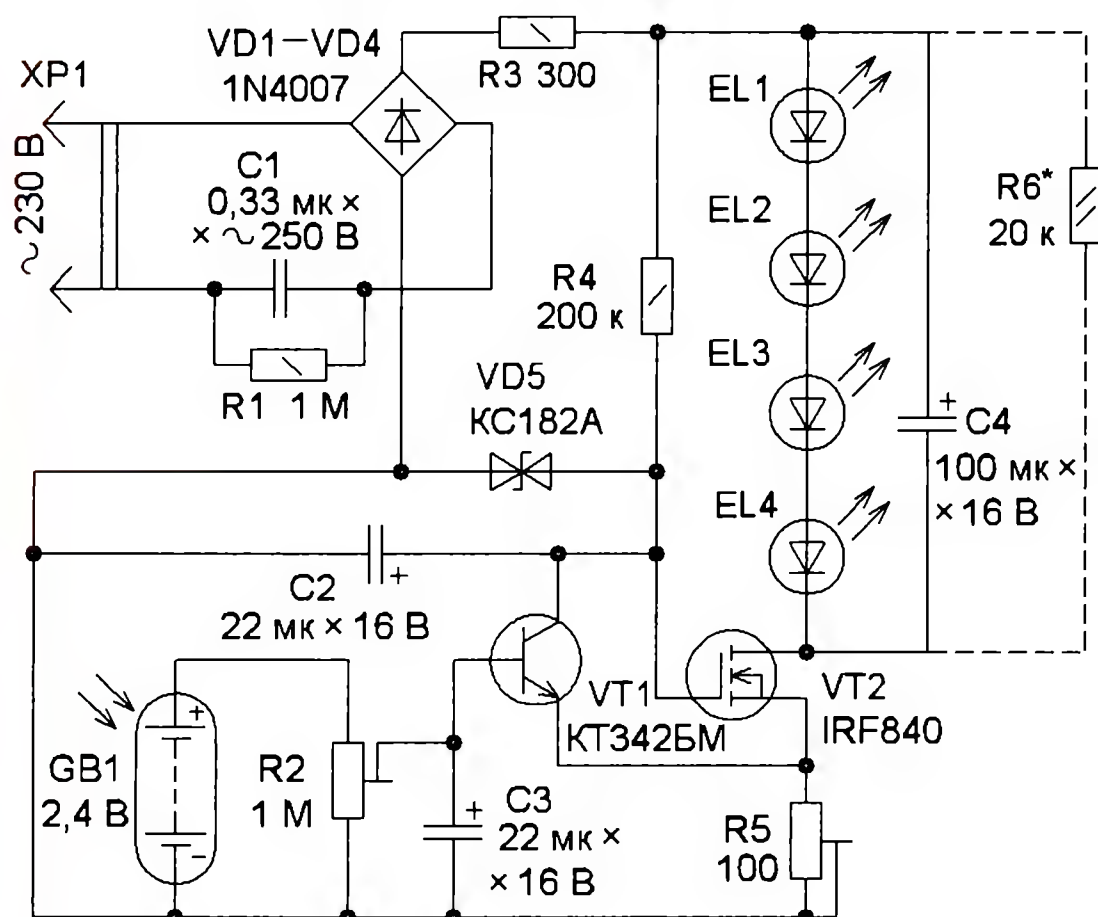 VD1–VD4
1N4007
XP1
~230 В
C1
0,33 мк ×
× ~250 В
R1 1 М
R3 300
EL1
EL2
EL3
EL4
R6*
20 к
R4
200 к
VD5
КС182А
C4
100 мк ×
× 16 В
C2
22 мк × 16 В
+
VT1
КТ342БМ
VT2
IRF840
GB1
2,4 В
+
−
R2
1 М
C3
22 мк ×
× 16 В
+
R5
100
+